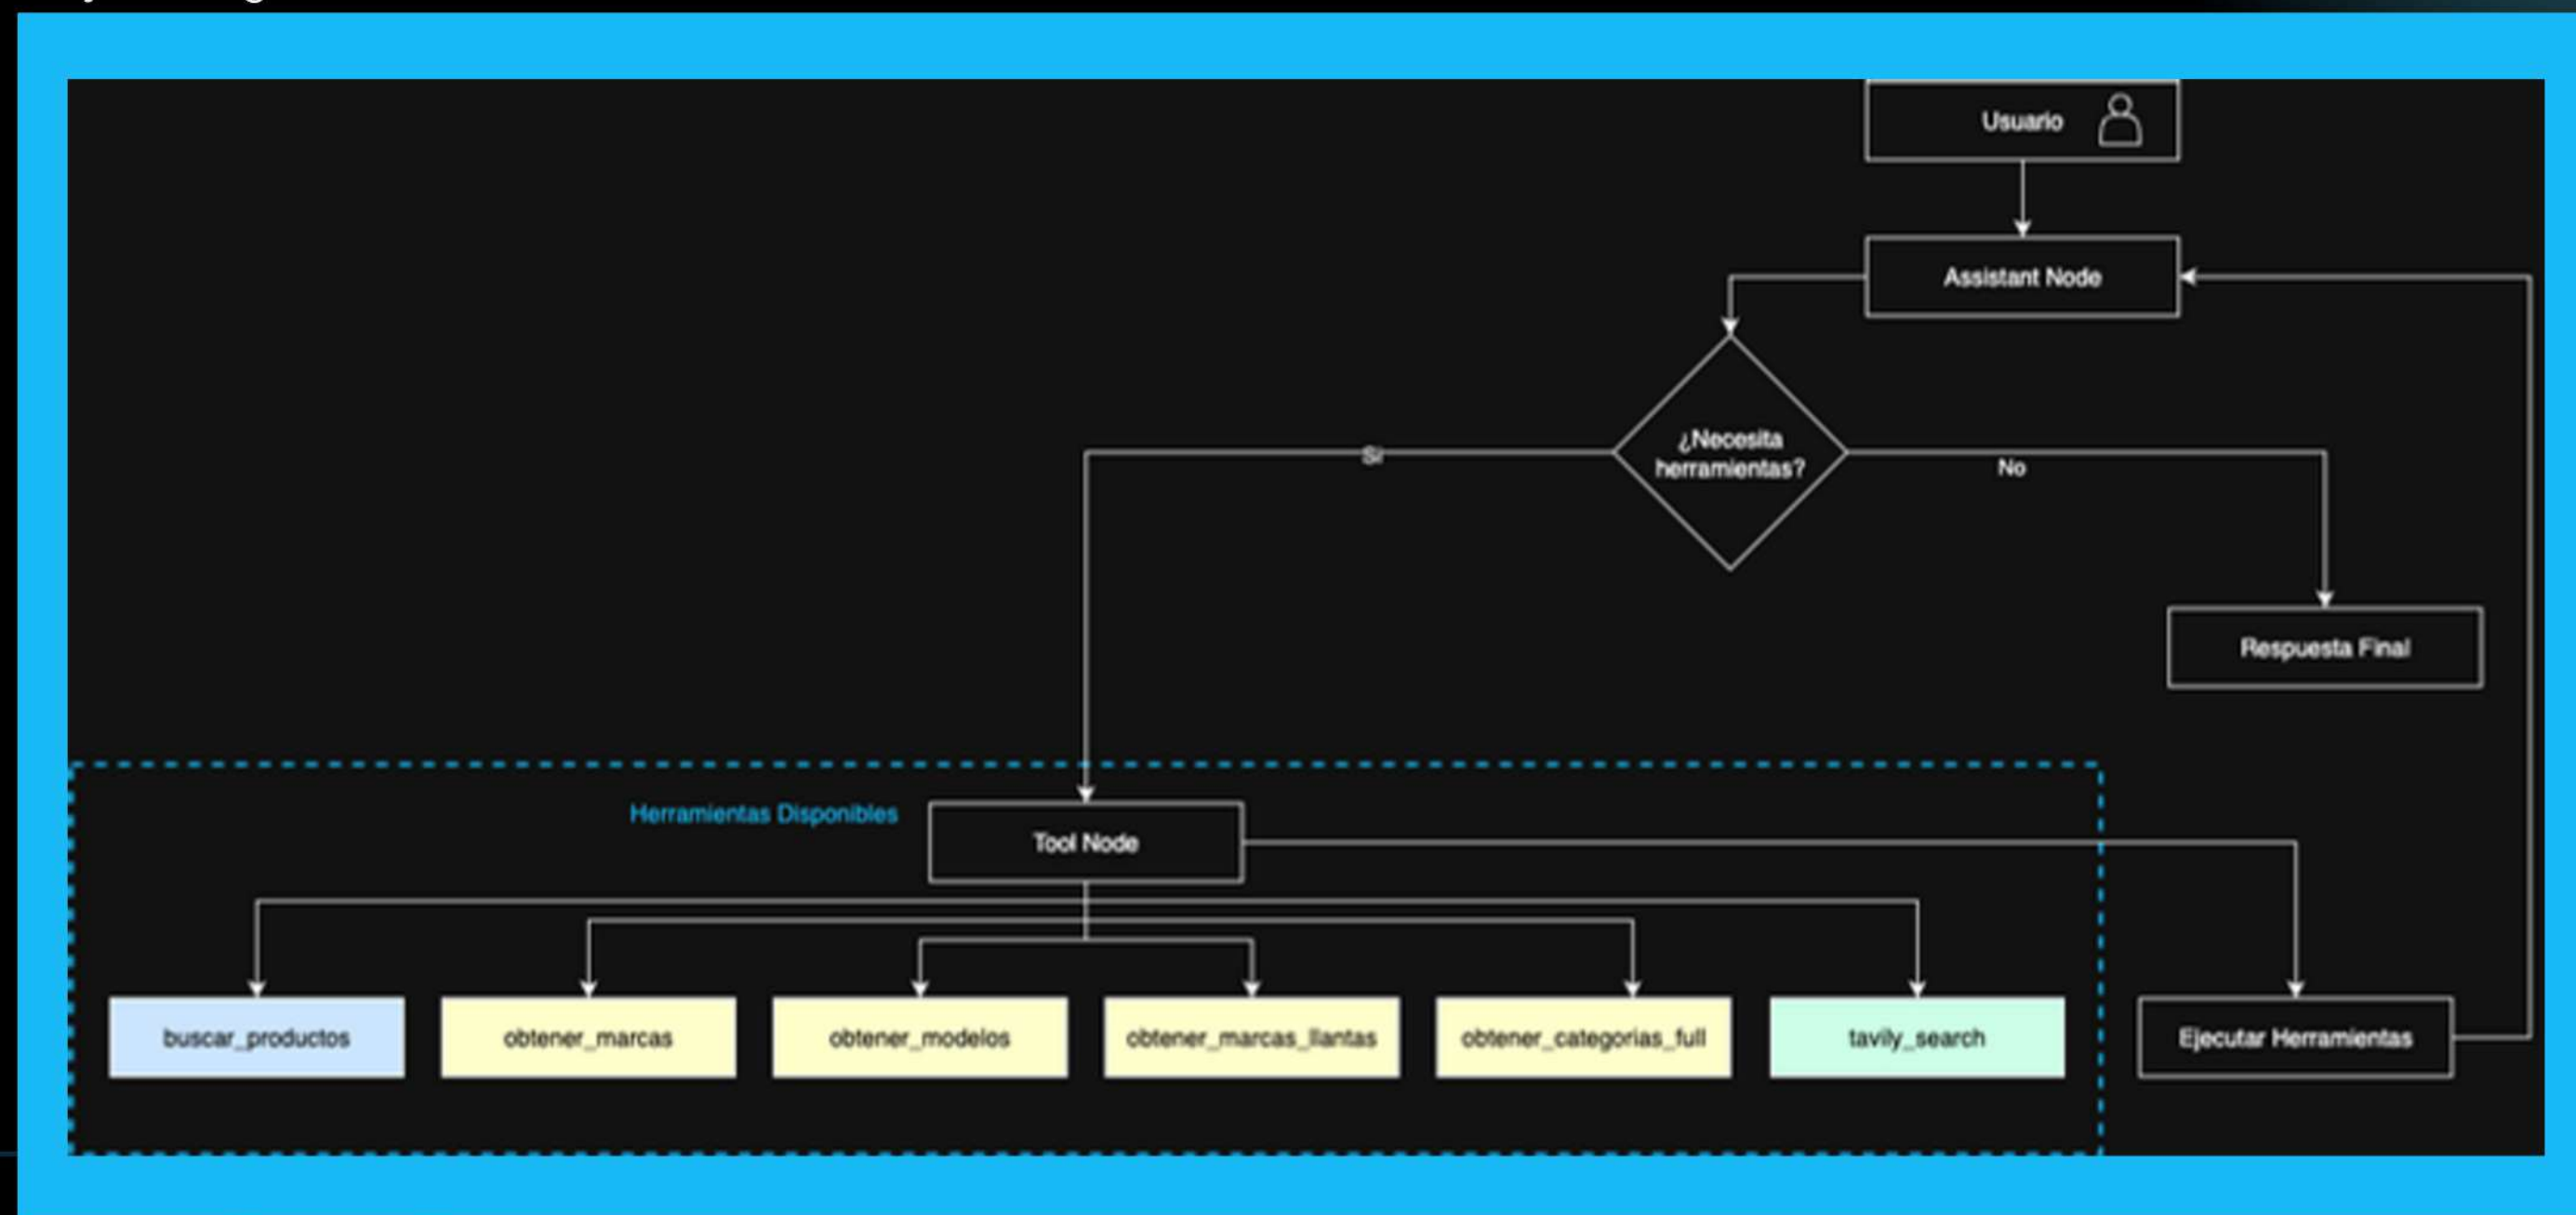 Usuario
Assistant Node
¿Necesita
herramientas?
Sí
No
Respuesta Final
Herramientas Disponibles
Tool Node
buscar_productos
obtener_marcas
obtener_modelos
obtener_marcas_llantas
obtener_categorias_full
tavily_search
Ejecutar Herramientas